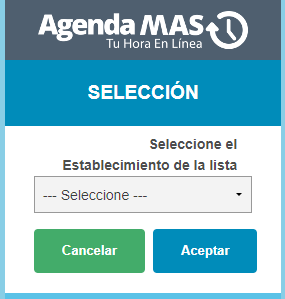 Agenda MAS
Tu Hora En Línea
SELECCIÓN
Seleccione el
Establecimiento de la lista
--- Seleccione ---
Cancelar
Aceptar